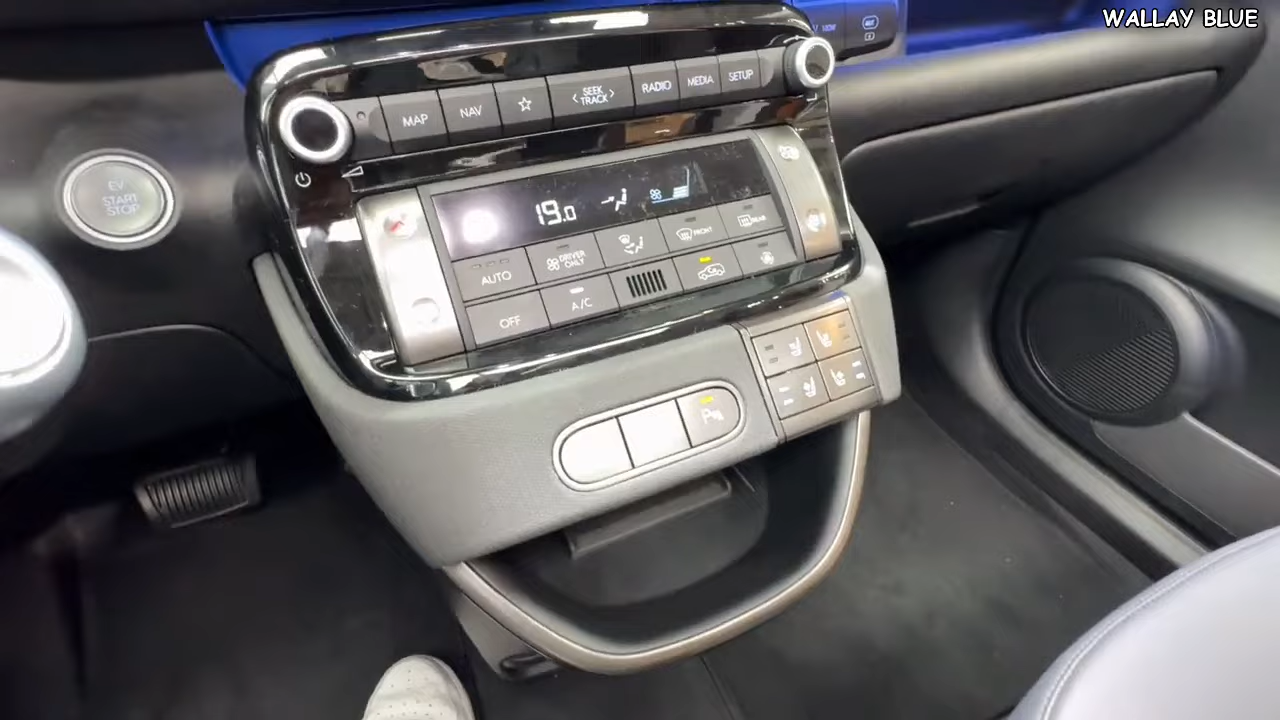 WALLAY BLUE
MAP
NAV
< SEEK >
TRACK
RADIO
MEDIA
SETUP
EV
START
STOP
19.0
AUTO
DRIVER
ONLY
FRONT
REAR
OFF
A/C
P